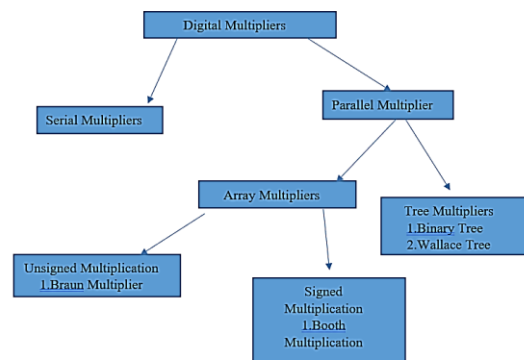 Digital Multipliers
Serial Multipliers
Parallel Multiplier
Array Multipliers
Tree Multipliers
1.Binary Tree
2.Wallace Tree
Unsigned Multiplication
1.Braun Multiplier
Signed
Multiplication
1.Booth
Multiplication